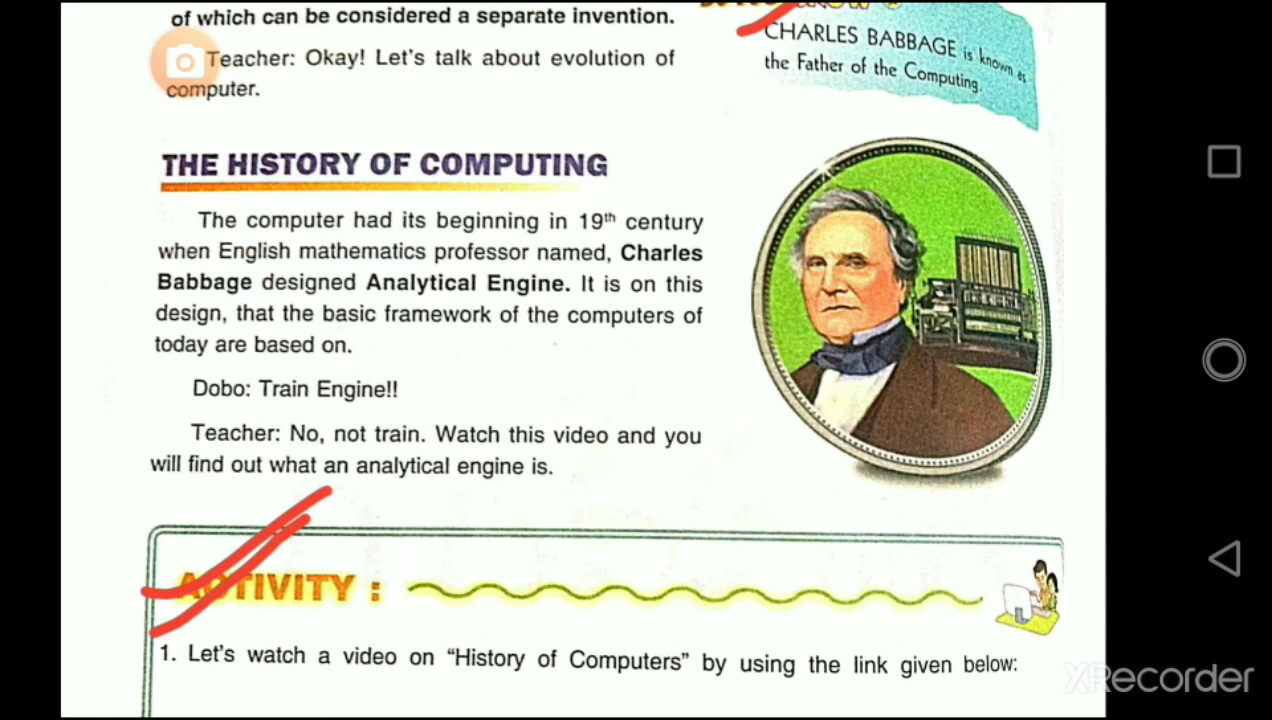 of which can be considered a separate invention.
Teacher: Okay! Let's talk about evolution of
computer.
CHARLES BABBAGE is known as
the Father of the Computing.
THE HISTORY OF COMPUTING
The computer had its beginning in 19th century
when English mathematics professor named, Charles
Babbage designed Analytical Engine. It is on this
design, that the basic framework of the computers of
today are based on.
Dobo: Train Engine!!
Teacher: No, not train. Watch this video and you
will find out what an analytical engine is.
ACTIVITY :
1. Let's watch a video on “History of Computers” by using the link given below:
XRecorder